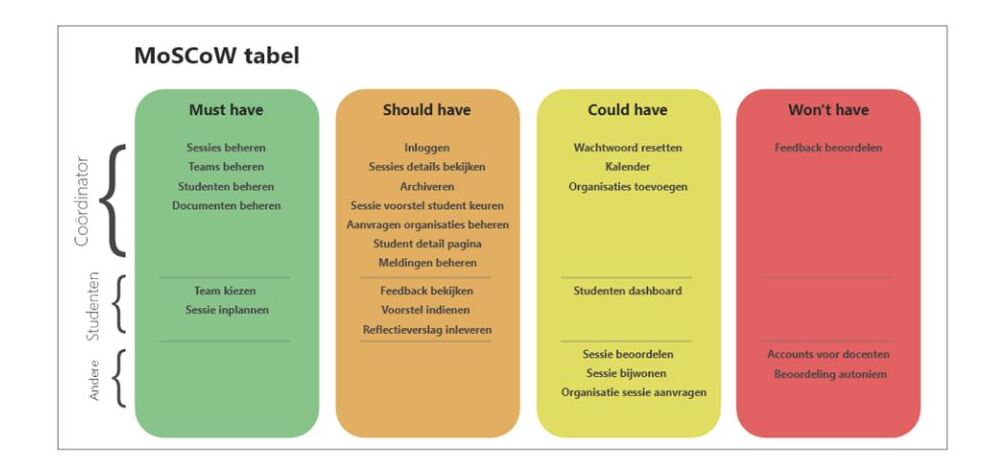 MoSCoW tabel
Must have
Should have
Could have
Won't have
Coördinator
Sessies beheren
Teams beheren
Studenten beheren
Documenten beheren
Inloggen
Sessies details bekijken
Archiveren
Sessie voorstel student keuren
Aanvragen organisaties beheren
Student detail pagina
Meldingen beheren
Wachtwoord resetten
Kalender
Organisaties toevoegen
Feedback beoordelen
Studenten
Team kiezen
Sessie inplannen
Feedback bekijken
Voorstel indienen
Reflectieverslag inleveren
Studenten dashboard
Andere
Sessie beoordelen
Sessie bijwonen
Organisatie sessie aanvragen
Accounts voor docenten
Beoordeling autoniem